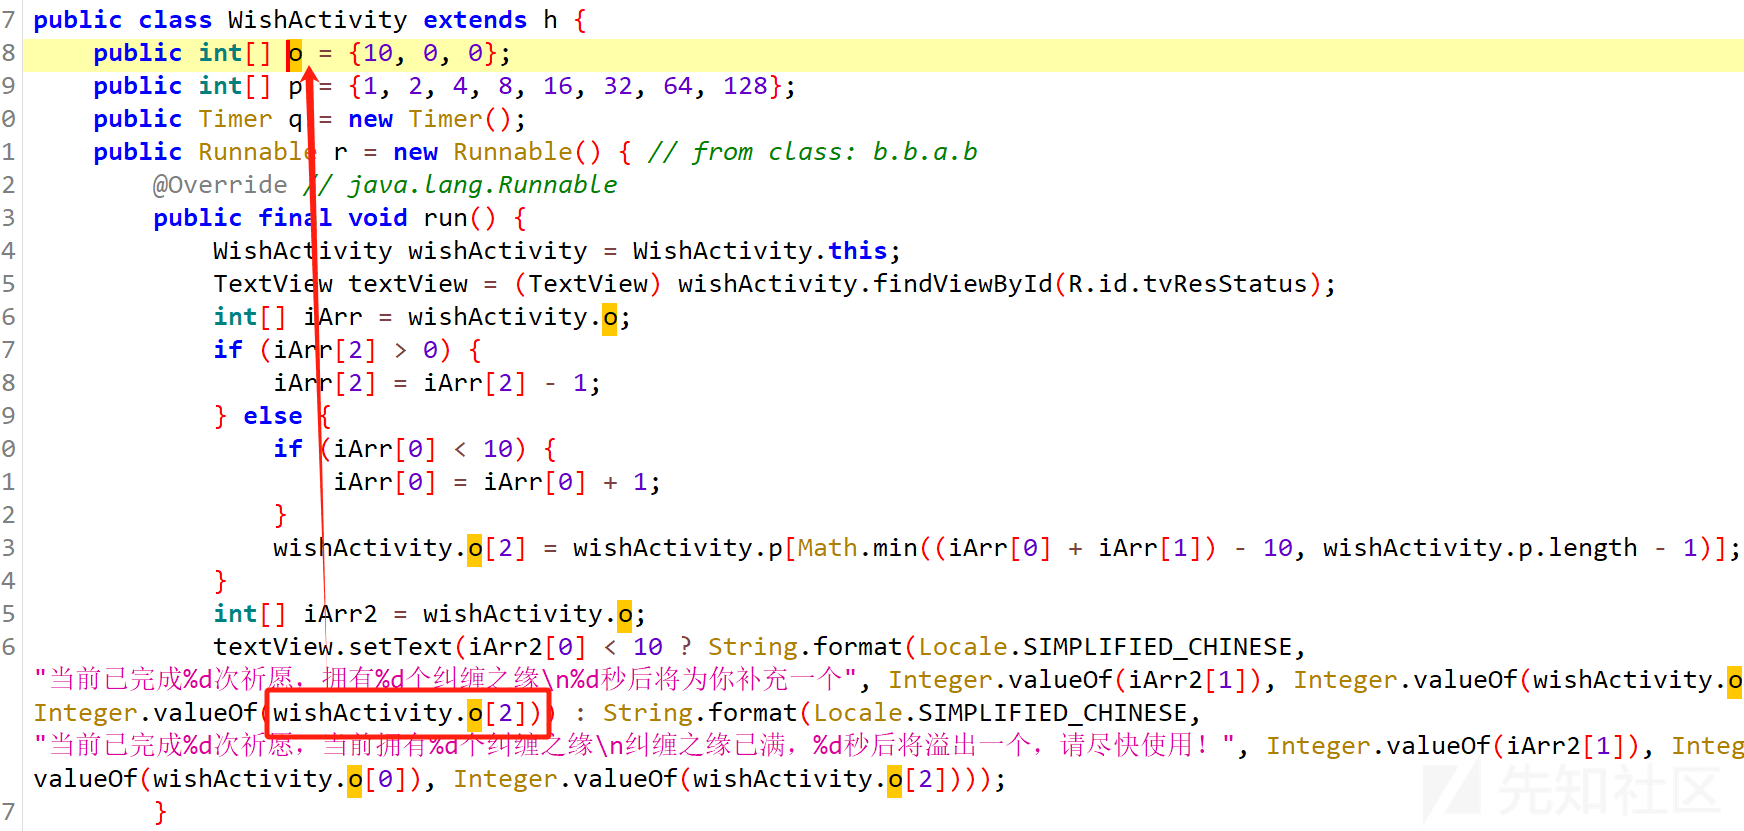 7 public class WishActivity extends h {
8 public int[] o = {10, 0, 0};
9 public int[] p = {1, 2, 4, 8, 16, 32, 64, 128};
0 public Timer q = new Timer();
1 public Runnable r = new Runnable() { // from class: b.b.a.b
2 @Override // java.lang.Runnable
3 public final void run() {
4 WishActivity wishActivity = WishActivity.this;
5 TextView textView = (TextView) wishActivity.findViewById(R.id.tvResStatus);
6 int[] iArr = wishActivity.o;
7 if (iArr[2] > 0) {
8 iArr[2] = iArr[2] - 1;
9 } else {
0 if (iArr[0] < 10) {
1 iArr[0] = iArr[0] + 1;
2 }
3 wishActivity.o[2] = wishActivity.p[Math.min((iArr[0] + iArr[1]) - 10, wishActivity.p.length - 1)];
4 }
5 int[] iArr2 = wishActivity.o;
6 textView.setText(iArr2[0] < 10 ? String.format(Locale.SIMPLIFIED_CHINESE,
"当前已完成%d次祈愿，拥有%d个纠缠之缘\n%d秒后将为你补充一个", Integer.valueOf(iArr2[1]), Integer.valueOf(wishActivity.o
Integer.valueOf(wishActivity.o[2])) : String.format(Locale.SIMPLIFIED_CHINESE,
"当前已完成%d次祈愿，当前拥有%d个纠缠之缘\n纠缠之缘已满，%d秒后将溢出一个，请尽快使用！", Integer.valueOf(iArr2[1]), Integ
valueOf(wishActivity.o[0]), Integer.valueOf(wishActivity.o[2])));
7 }
先知社区